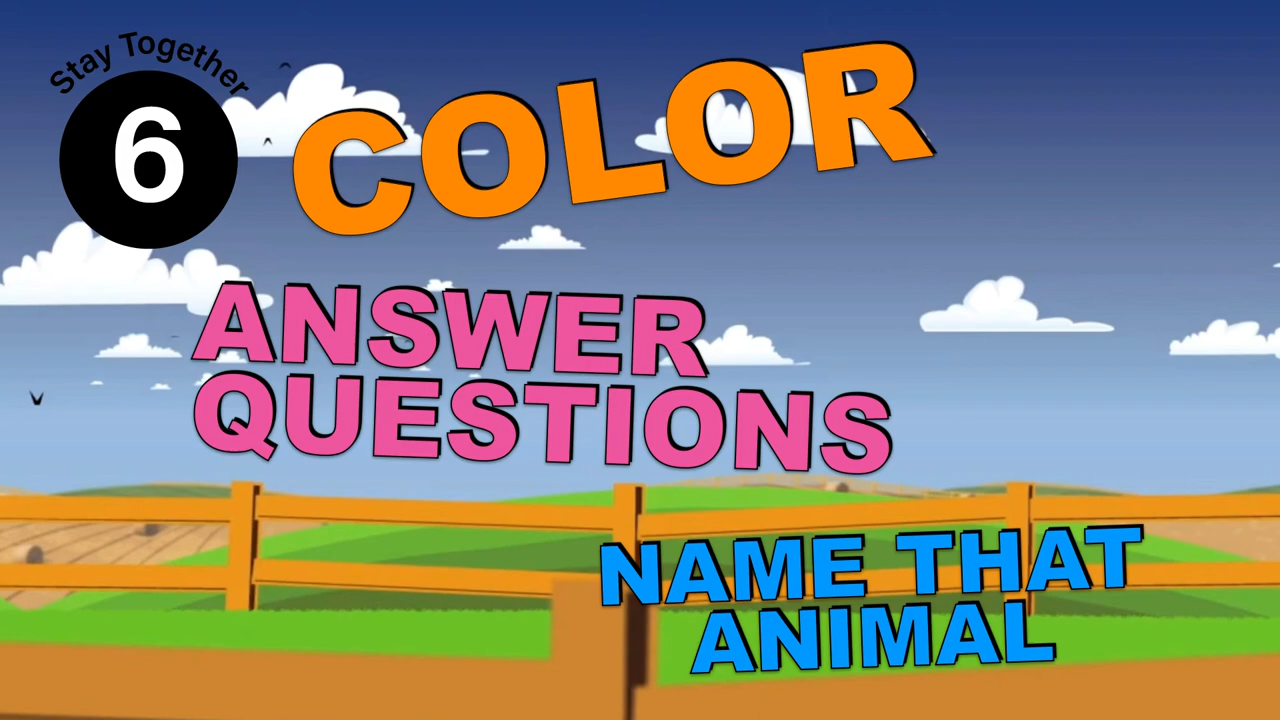 Stay Together
6
COLOR
ANSWER
QUESTIONS
NAME THAT
ANIMAL